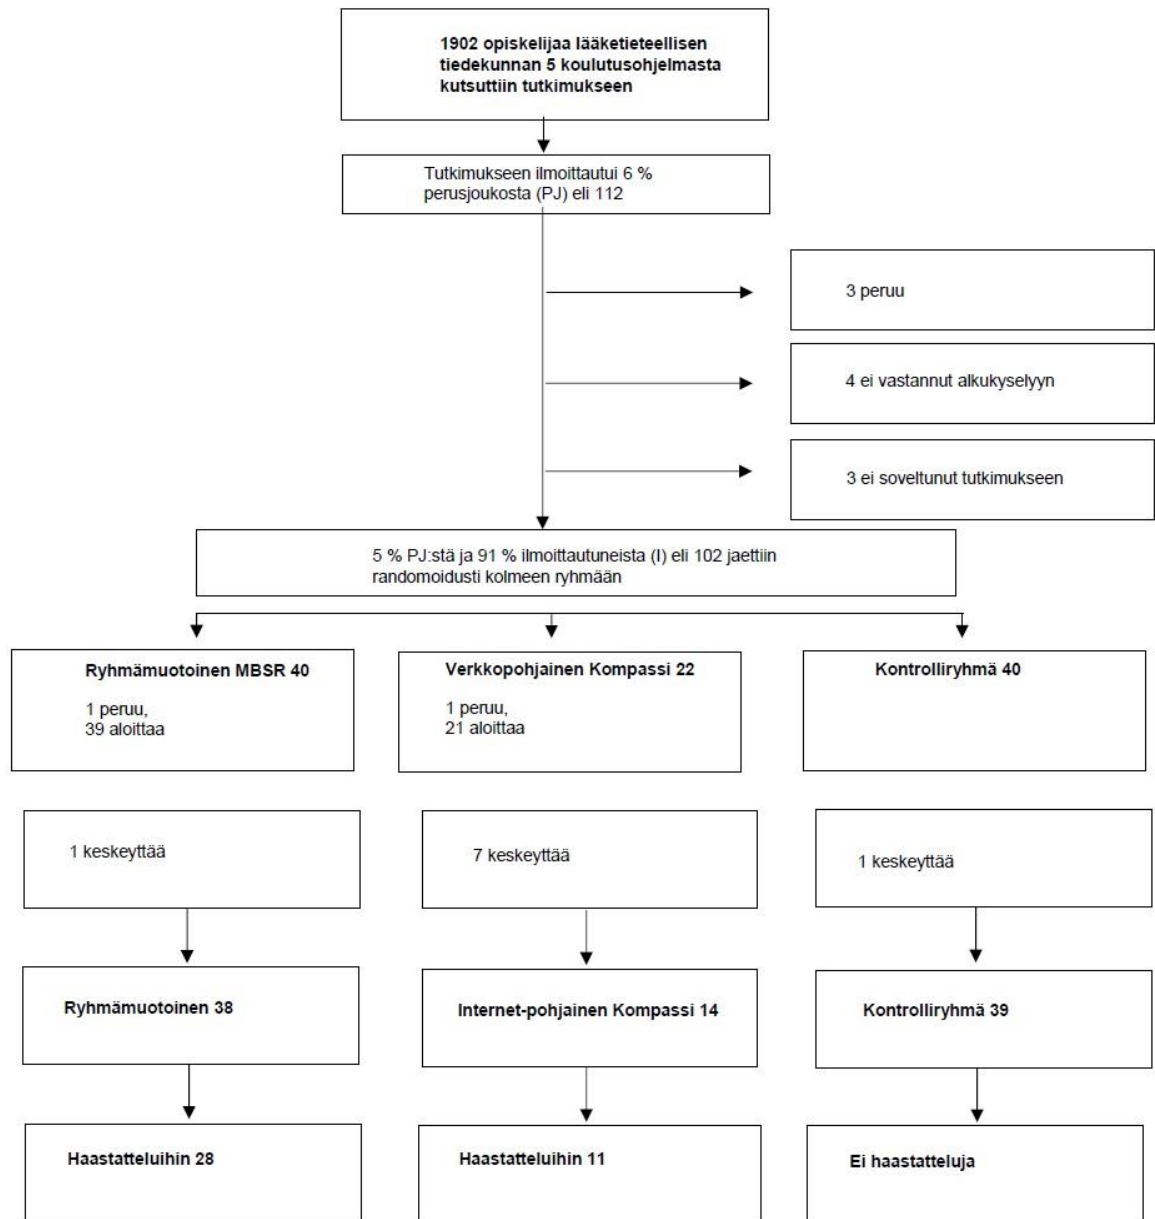 1902 opiskelijaa lääketieteellisen
tiedekunnan 5 koulutusohjelmasta
kutsuttiin tutkimukseen
Tutkimukseen ilmoittautui 6 %
perusjoukosta (PJ) eli 112
3 peruu
4 ei vastannut alkukyselyyn
3 ei soveltunut tutkimukseen
5 % PJ:stä ja 91 % ilmoittautuneista (I) eli 102 jaettiin
randomoidusti kolmeen ryhmään
Ryhmämuotoinen MBSR 40
1 peruu,
39 aloittaa
Verkkopohjainen Kompassi 22
1 peruu,
21 aloittaa
Kontrolliryhmä 40
1 keskeyttää
7 keskeyttää
1 keskeyttää
Ryhmämuotoinen 38
Internet-pohjainen Kompassi 14
Kontrolliryhmä 39
Haastatteluihin 28
Haastatteluihin 11
Ei haastatteluja